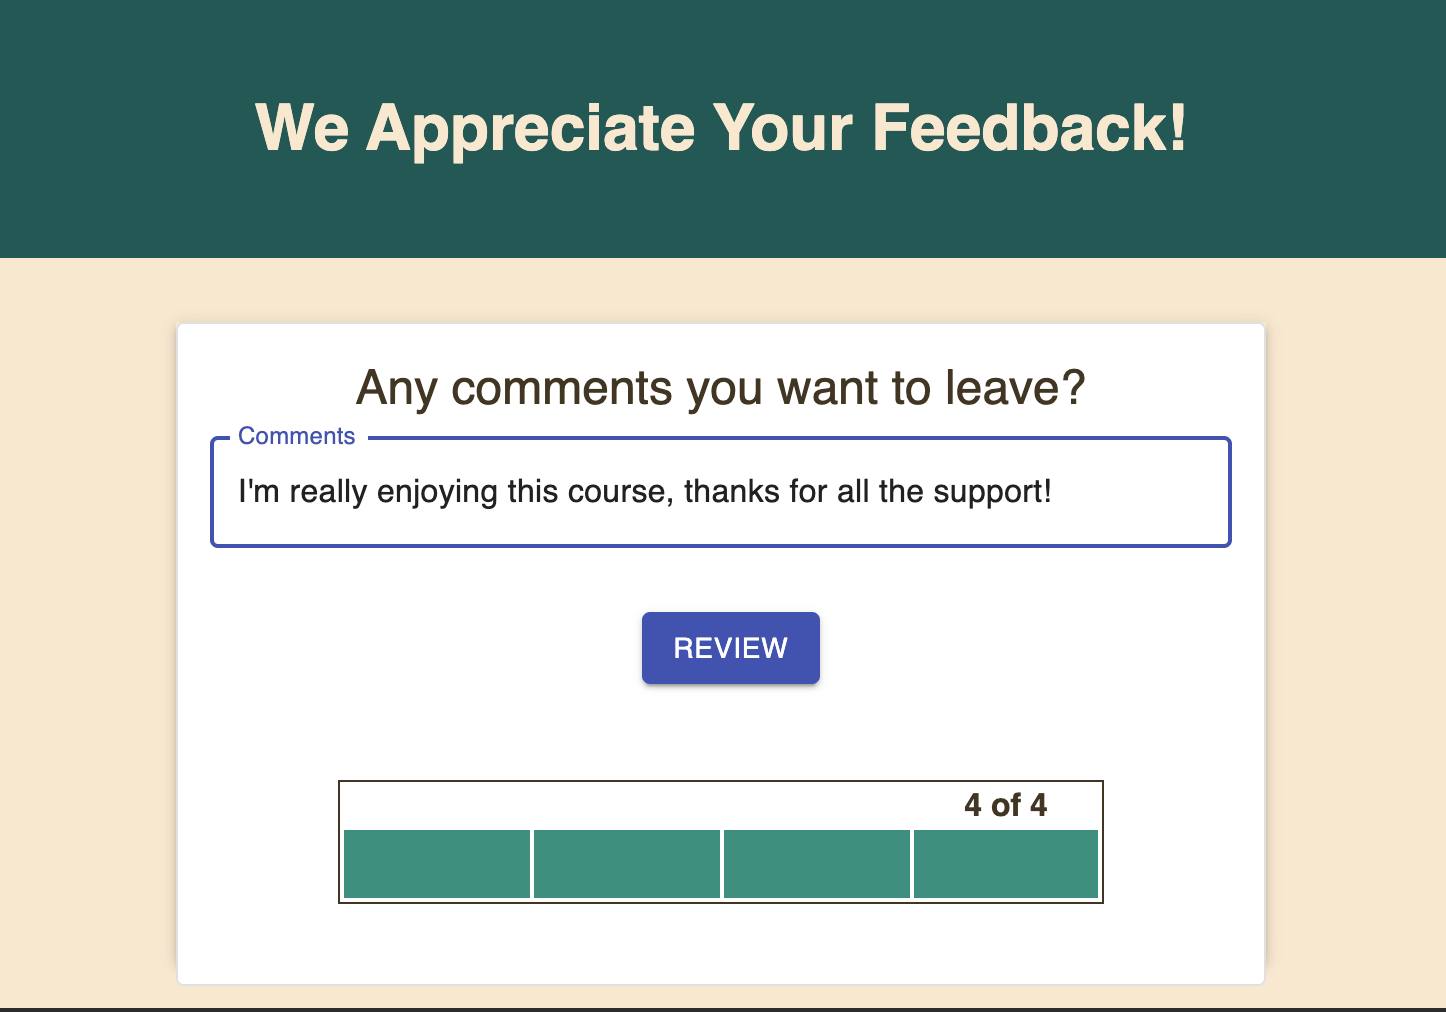 We Appreciate Your Feedback!
Any comments you want to leave?
Comments
I'm really enjoying this course, thanks for all the support!
REVIEW
4 of 4